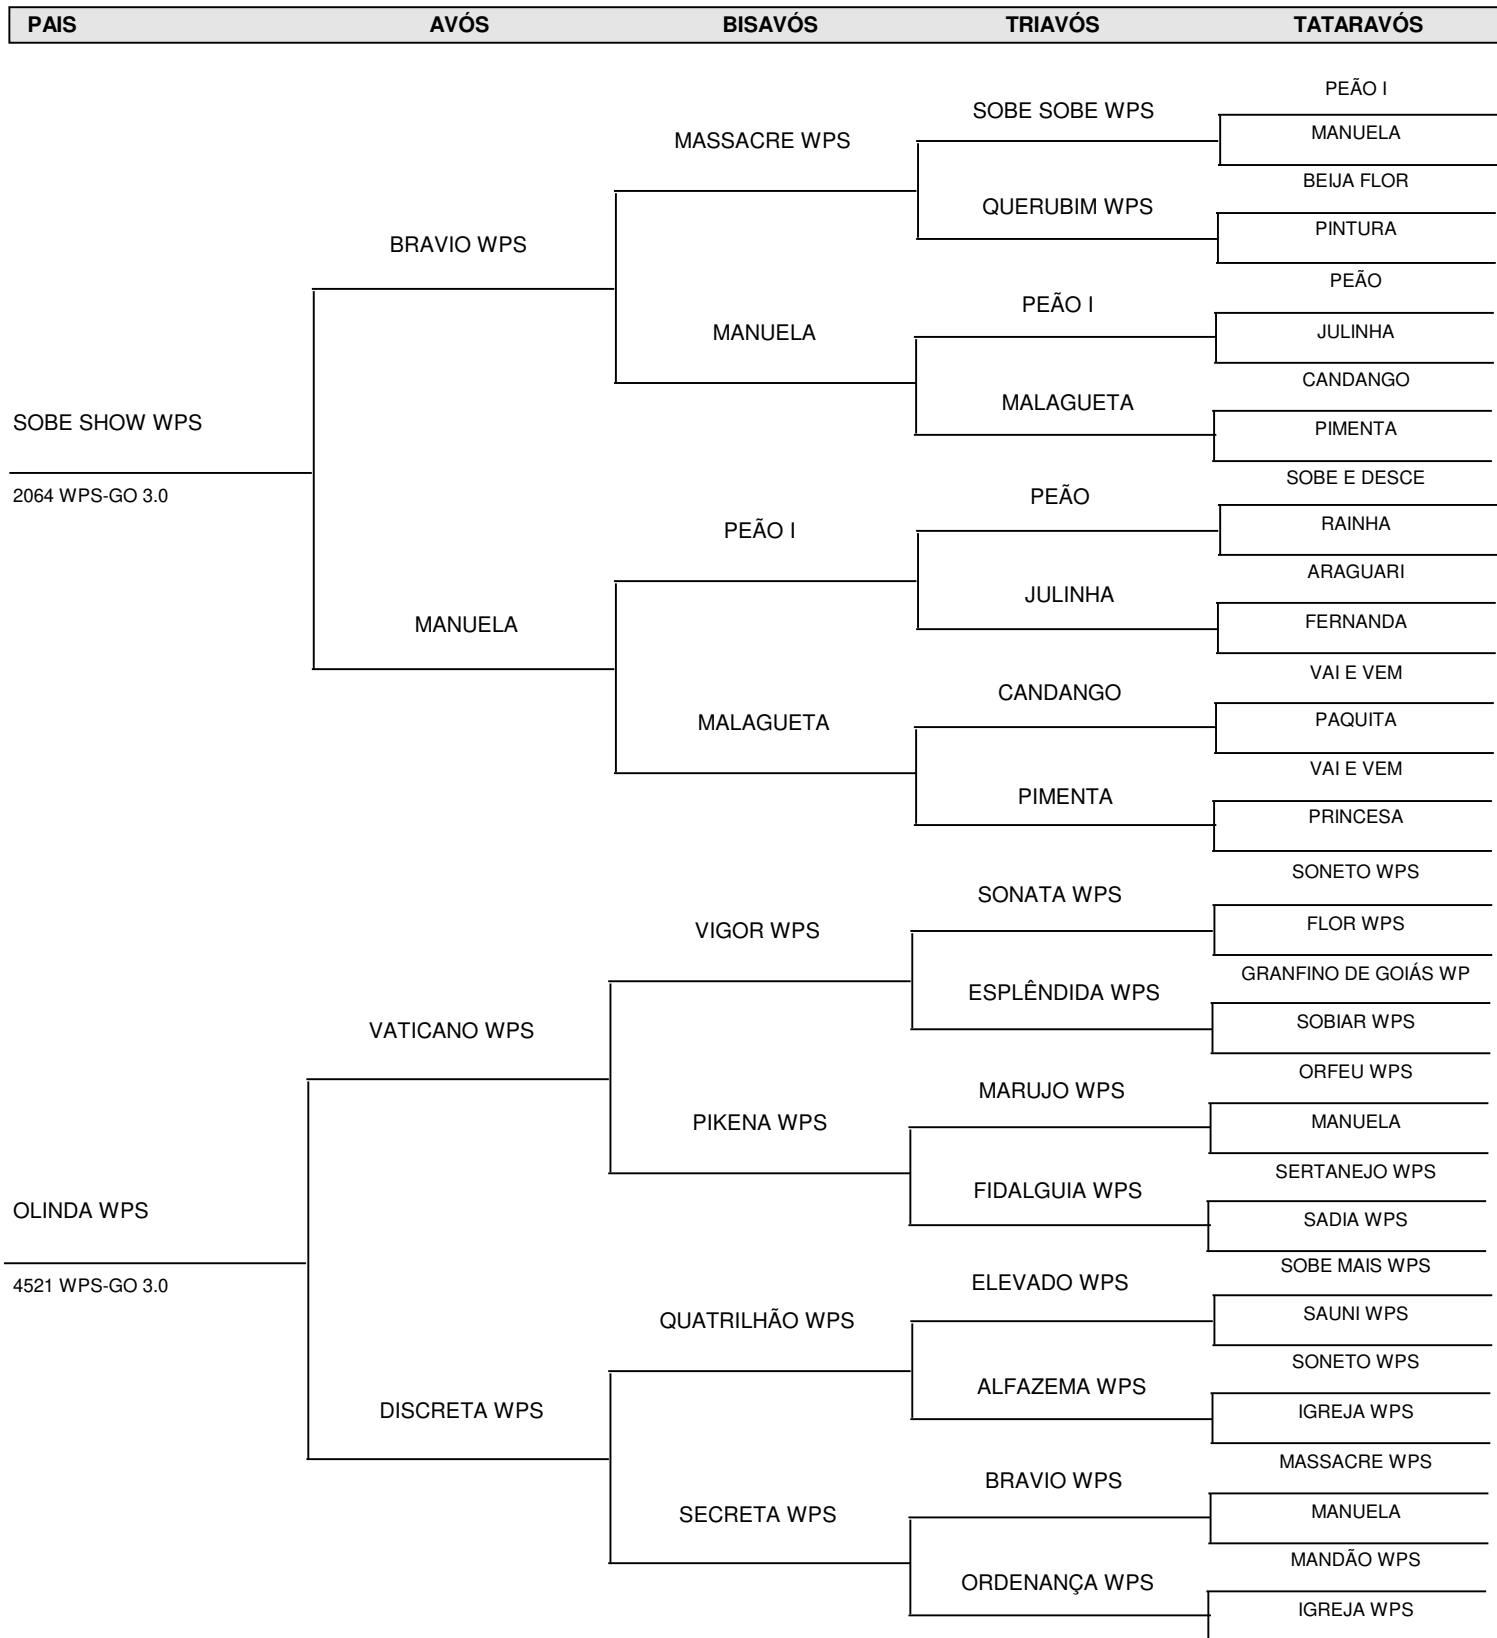 PAIS AVÓS BISAVÓS TRIAVÓS TATARAVÓS
PEÃO I
SOBE SOBE WPS
MANUELA
MASSACRE WPS
BEIJA FLOR
QUERUBIM WPS
PINTURA
BRAVIO WPS
PEÃO
PEÃO I
JULINHA
MANUELA
CANDANGO
MALAGUETA
SOBE SHOW WPS
PIMENTA
SOBE E DESCE
2064 WPS-GO 3.0
PEÃO
RAINHA
PEÃO I
ARAGUARI
JULINHA
FERNANDA
MANUELA
VAI E VEM
CANDANGO
PAQUITA
MALAGUETA
VAI E VEM
PIMENTA
PRINCESA
SONETO WPS
SONATA WPS
FLOR WPS
VIGOR WPS
GRANFINO DE GOIÁS WP
ESPLÊNDIDA WPS
SOBIAR WPS
VATICANO WPS
ORFEU WPS
MARUJO WPS
MANUELA
PIKENA WPS
SERTANEJO WPS
FIDALGUIA WPS
OLINDA WPS
SADIA WPS
SOBE MAIS WPS
4521 WPS-GO 3.0
ELEVADO WPS
SAUNI WPS
QUATRILHÃO WPS
SONETO WPS
ALFAZEMA WPS
DISCRETA WPS
IGREJA WPS
MASSACRE WPS
BRAVIO WPS
MANUELA
SECRETA WPS
MANDÃO WPS
ORDENANÇA WPS
IGREJA WPS